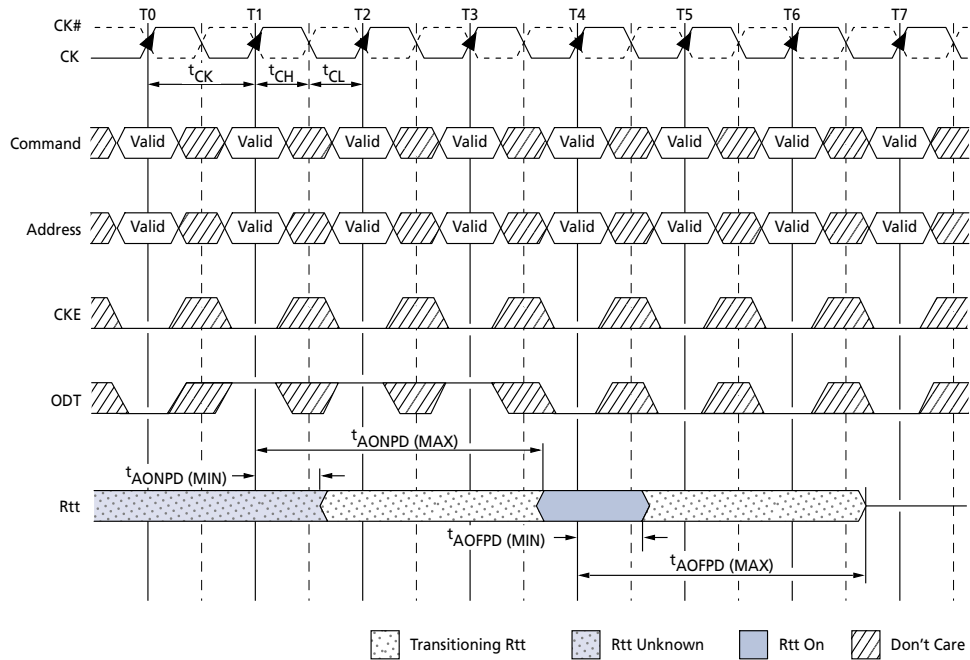 T0 T1 T2 T3 T4 T5 T6 T7
CK#
CK
tCK tCH tCL
Command Valid Valid Valid Valid Valid Valid Valid Valid
Address Valid Valid Valid Valid Valid Valid Valid Valid
CKE
ODT
tAONPD (MAX)
tAONPD (MIN)
Rtt
tAOFPD (MIN)
tAOFPD (MAX)
Transitioning Rtt Rtt Unknown Rtt On Don't Care